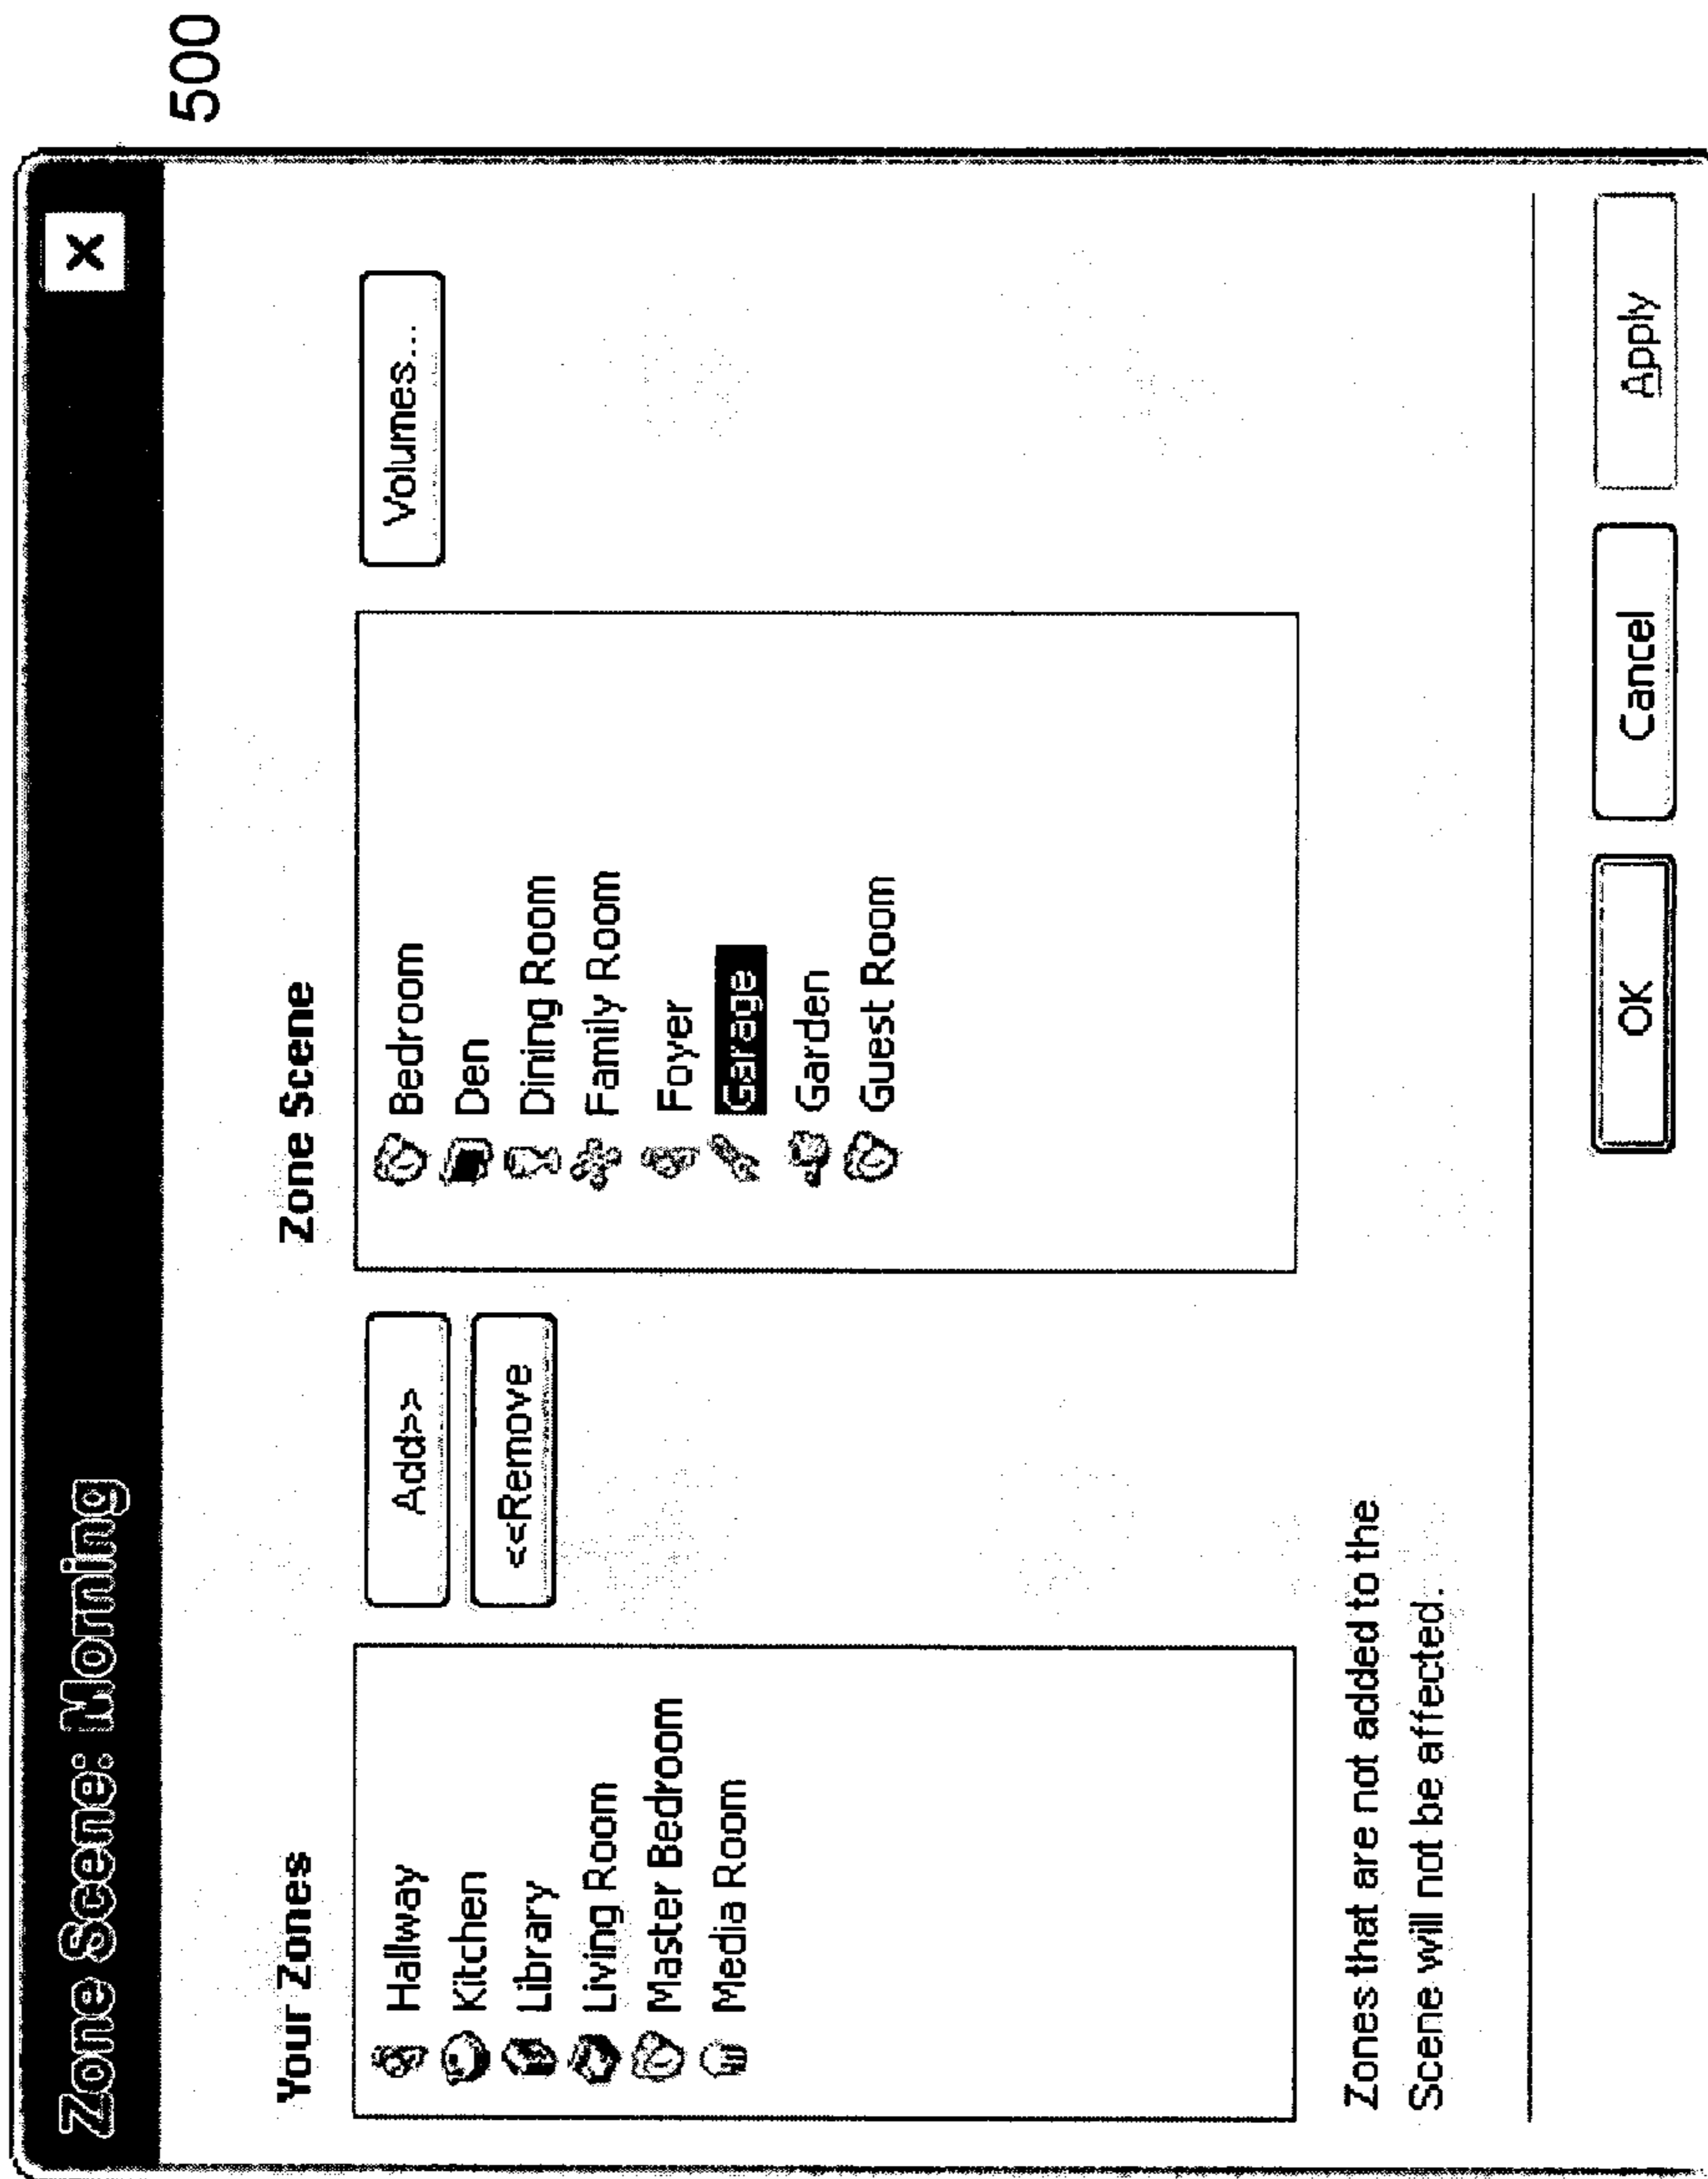 500
Zone Scene: Morning
X
Your Zones
Hallway
Kitchen
Library
Living Room
Master Bedroom
Media Room
Add>>
<<Remove
Zone Scene
Bedroom
Den
Dining Room
Family Room
Foyer
Garage
Garden
Guest Room
Volumes...
Zones that are not added to the
Scene will not be affected.
OK
Cancel
Apply